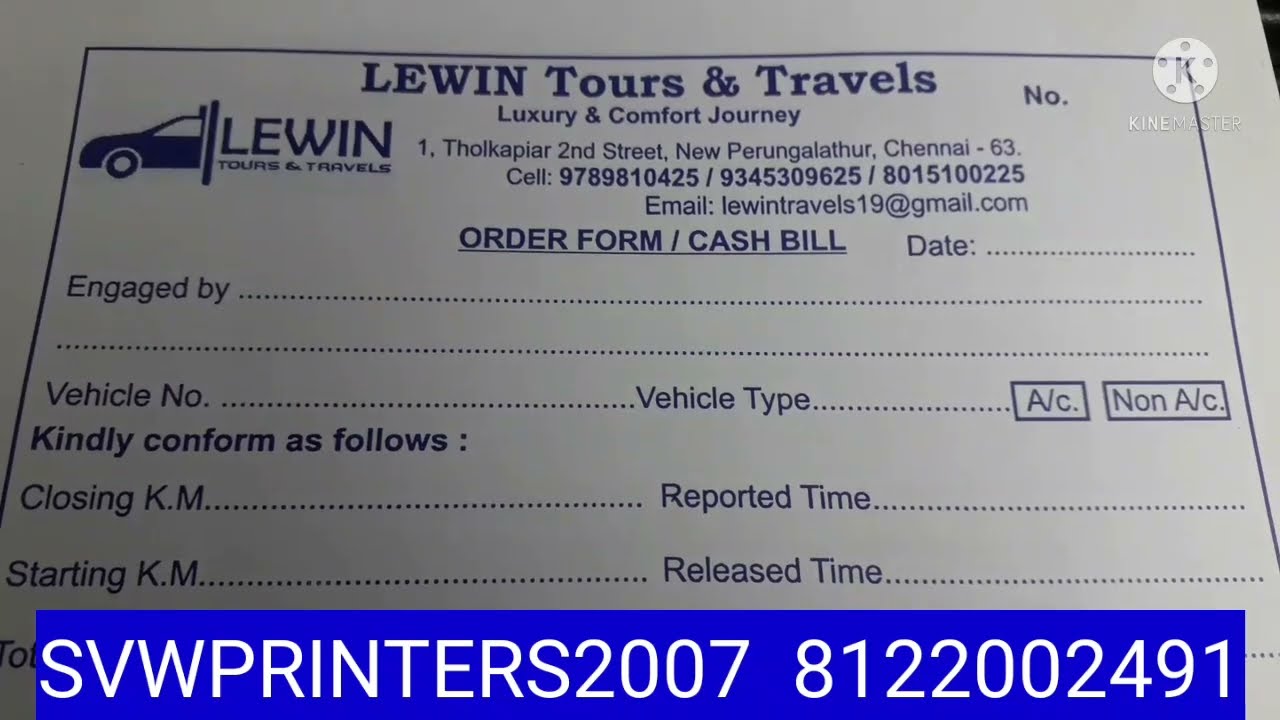 LEWIN Tours & Travels
No.
Luxury & Comfort Journey
LEWIN
TOURS & TRAVELS
1, Tholkapiar 2nd Street, New Perungalathur, Chennai - 63.
Cell: 9789810425 / 9345309625 / 8015100225
Email: lewintravels19@gmail.com
ORDER FORM / CASH BILL
Date: ..........................
Engaged by ..........................................................................................
..........................................................................................
Vehicle No. ..........................................Vehicle Type.....................A/c. Non A/c.
Kindly conform as follows :
Closing K.M............................................. Reported Time.....................................
Starting K.M............................................. Released Time.....................................
SVWPRINTERS2007 8122002491
K
KINEMASTER